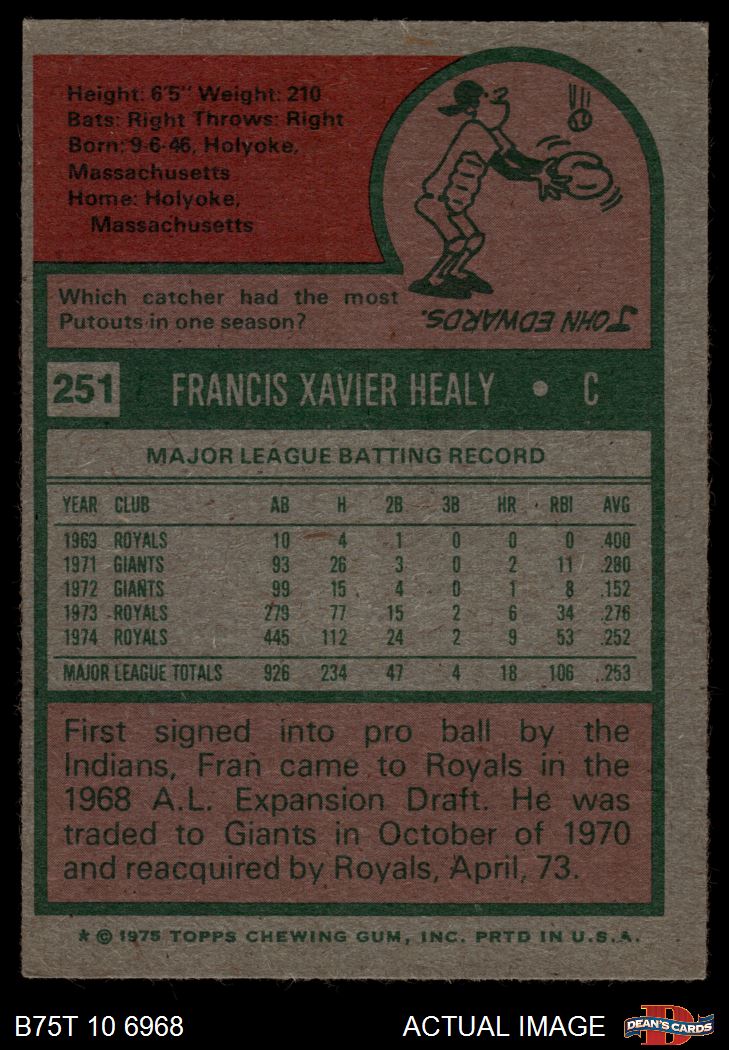 Height: 6'5" Weight: 210
Bats: Right Throws: Right
Born: 9-6-46, Holyoke,
Massachusetts
Home: Holyoke,
Massachusetts
Which catcher had the most
Putouts in one season?
JOHN EDWARDS.
251 FRANCIS XAVIER HEALY • C
MAJOR LEAGUE BATTING RECORD
YEAR CLUB AB H 2B 3B HR RBI AVG
1969 ROYALS 10 4 1 0 0 0 .400
1971 GIANTS 93 26 3 0 2 11 .280
1972 GIANTS 99 15 4 0 1 8 .152
1973 ROYALS 279 77 15 2 6 34 .276
1974 ROYALS 445 112 24 2 9 53 .252
MAJOR LEAGUE TOTALS 926 234 47 4 18 106 .253
First signed into pro ball by the
Indians, Fran came to Royals in the
1968 A.L. Expansion Draft. He was
traded to Giants in October of 1970
and reacquired by Royals, April, 73.
* © 1975 TOPPS CHEWING GUM, INC. PRTD IN U.S.A.
B75T 10 6968 ACTUAL IMAGE DEAN'S CARDS